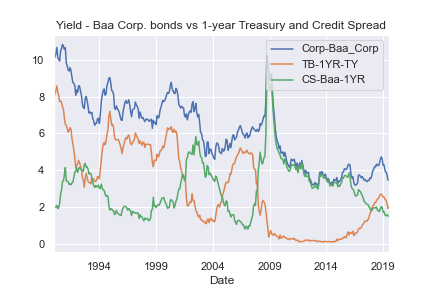 Yield - Baa Corp. bonds vs 1-year Treasury and Credit Spread
Corp-Baa_Corp
TB-1YR-TY
CS-Baa-1YR
10
8
6
4
2
0
1994 1999 2004 2009 2014 2019
Date